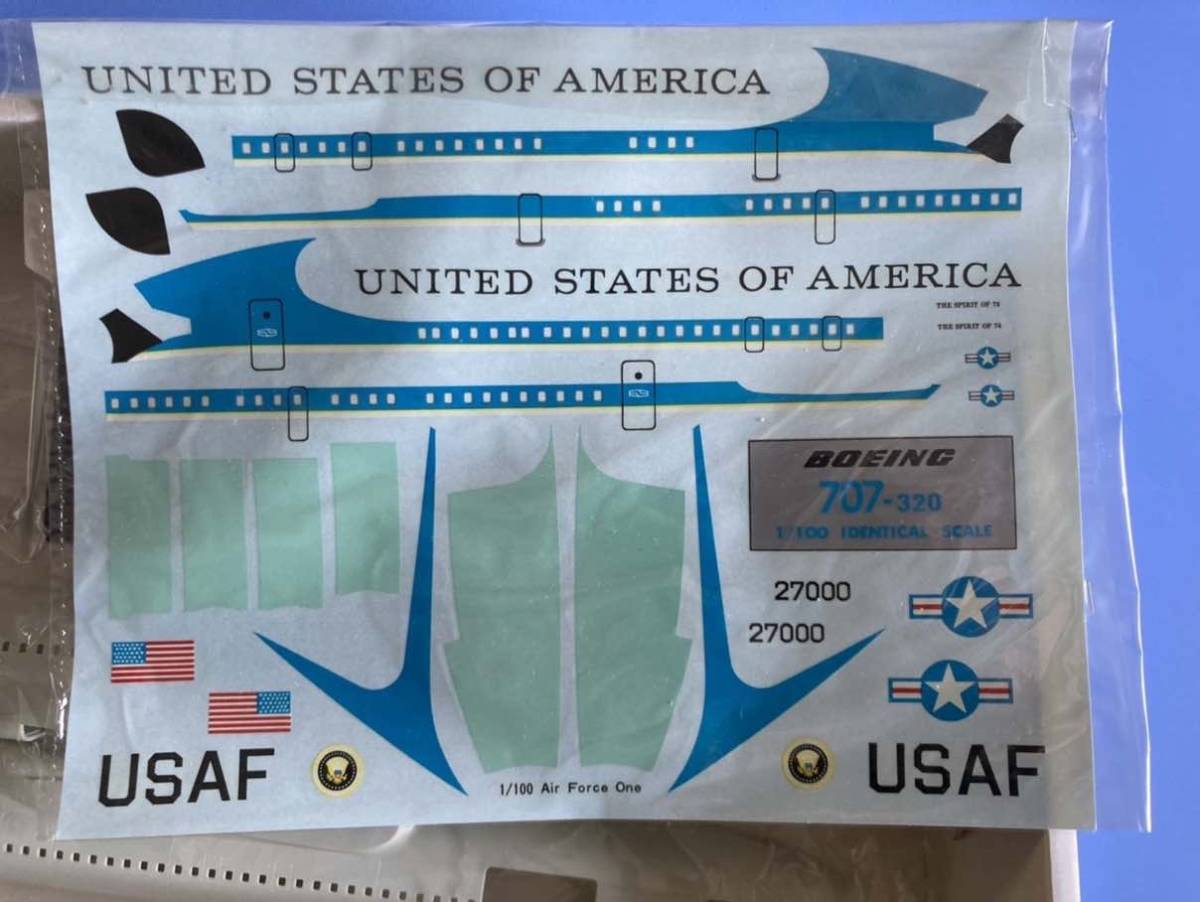 UNITED STATES OF AMERICA
UNITED STATES OF AMERICA
THE SPIRIT OF 76
THE SPIRIT OF 76
BOEING
707-320
1/100 IDENTICAL SCALE
27000
27000
USAF
1/100 Air Force One
USAF